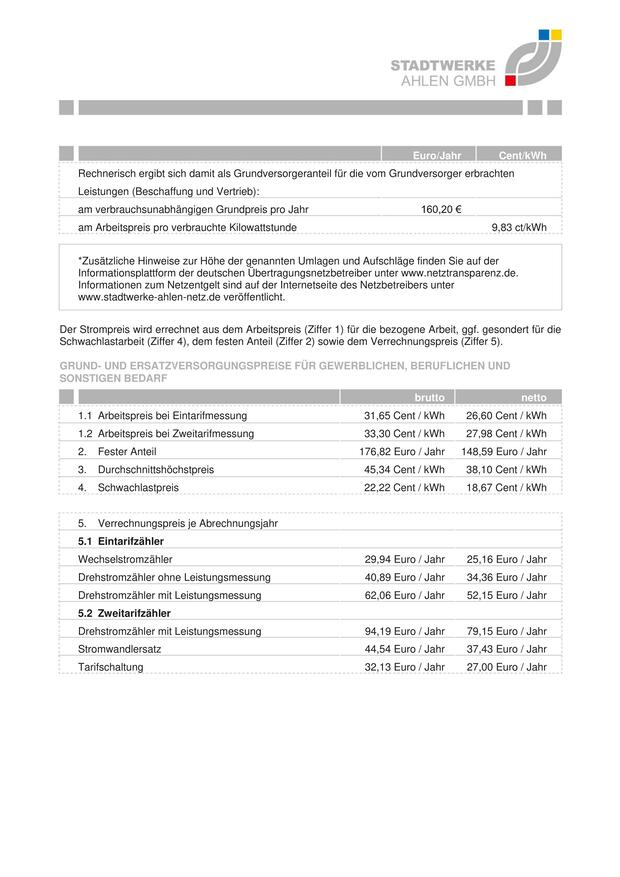 STADTWERKE
AHLEN GMBH
Euro/Jahr Cent/kWh
Rechnerisch ergibt sich damit als Grundversorgeranteil für die vom Grundversorger erbrachten
Leistungen (Beschaffung und Vertrieb):
am verbrauchsunabhängigen Grundpreis pro Jahr 160,20 €
am Arbeitspreis pro verbrauchte Kilowattstunde 9,83 ct/kWh
*Zusätzliche Hinweise zur Höhe der genannten Umlagen und Aufschläge finden Sie auf der
Informationsplattform der deutschen Übertragungsnetzbetreiber unter www.netztransparenz.de.
Informationen zum Netzentgelt sind auf der Internetseite des Netzbetreibers unter
www.stadtwerke-ahlen-netz.de veröffentlicht.
Der Strompreis wird errechnet aus dem Arbeitspreis (Ziffer 1) für die bezogene Arbeit, ggf. gesondert für die
Schwachlastarbeit (Ziffer 4), dem festen Anteil (Ziffer 2) sowie dem Verrechnungspreis (Ziffer 5).
GRUND- UND ERSATZVERSORGUNGSPREISE FÜR GEWERBLICHEN, BERUFLICHEN UND
SONSTIGEN BEDARF
brutto netto
1.1 Arbeitspreis bei Eintarifmessung 31,65 Cent / kWh 26,60 Cent / kWh
1.2 Arbeitspreis bei Zweitarifmessung 33,30 Cent / kWh 27,98 Cent / kWh
2. Fester Anteil 176,82 Euro / Jahr 148,59 Euro / Jahr
3. Durchschnittshöchstpreis 45,34 Cent / kWh 38,10 Cent / kWh
4. Schwachlastpreis 22,22 Cent / kWh 18,67 Cent / kWh
5. Verrechnungspreis je Abrechnungsjahr
5.1 Eintarifzähler
Wechselstromzähler 29,94 Euro / Jahr 25,16 Euro / Jahr
Drehstromzähler ohne Leistungsmessung 40,89 Euro / Jahr 34,36 Euro / Jahr
Drehstromzähler mit Leistungsmessung 62,06 Euro / Jahr 52,15 Euro / Jahr
5.2 Zweitarifzähler
Drehstromzähler mit Leistungsmessung 94,19 Euro / Jahr 79,15 Euro / Jahr
Stromwandlersatz 44,54 Euro / Jahr 37,43 Euro / Jahr
Tarifschaltung 32,13 Euro / Jahr 27,00 Euro / Jahr